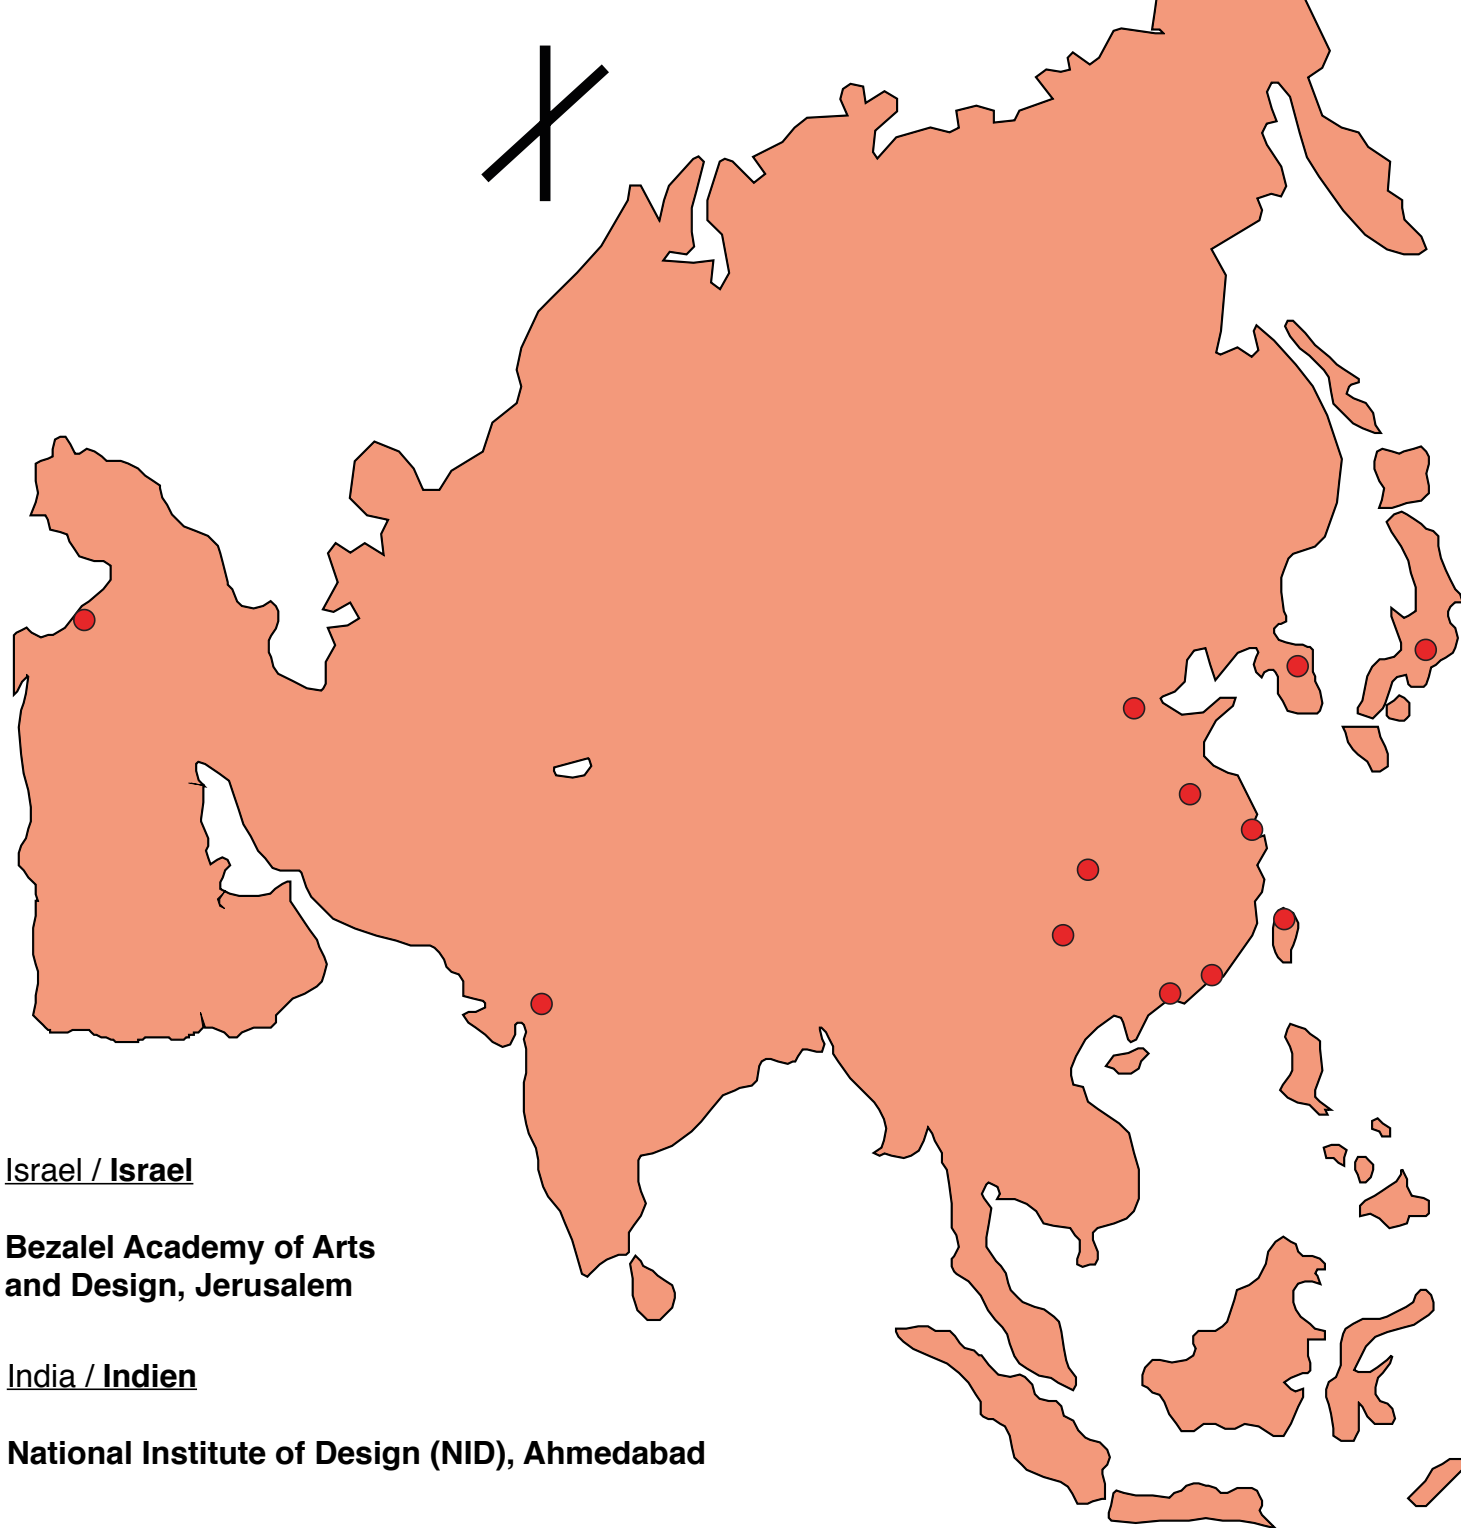 Israel / Israel
Bezalel Academy of Arts
and Design, Jerusalem
India / Indien
National Institute of Design (NID), Ahmedabad